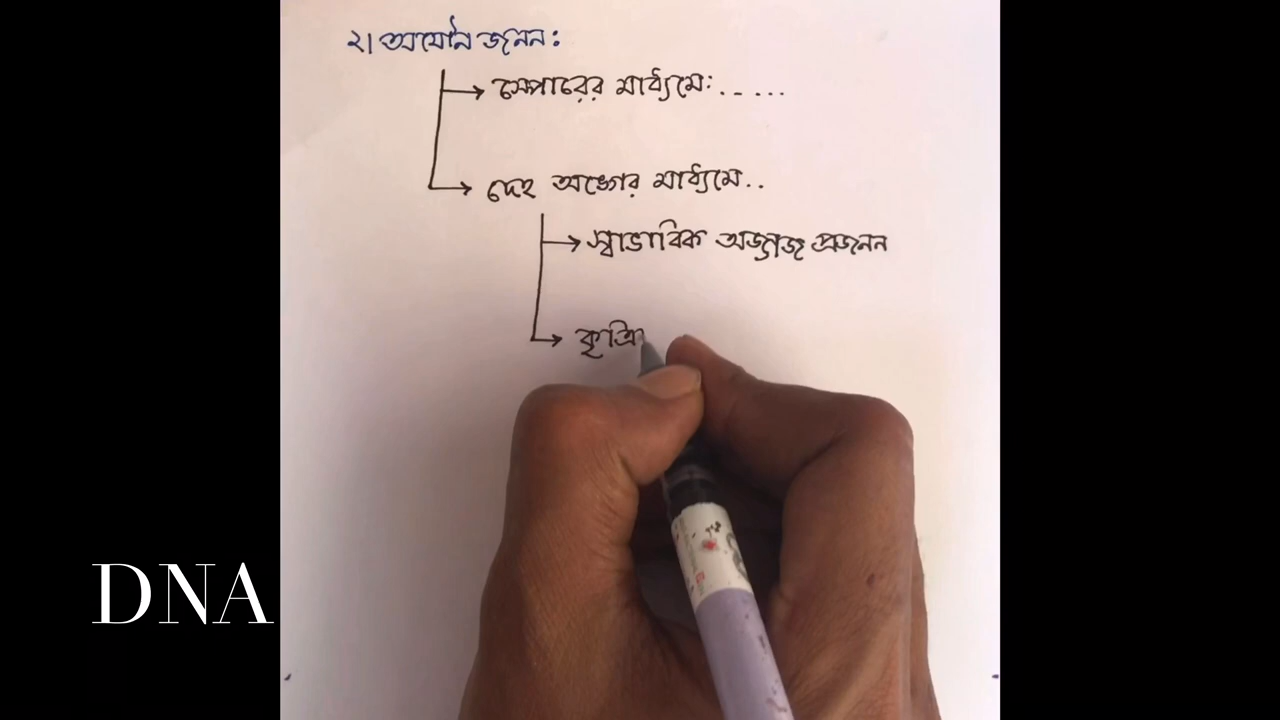 ২। অযৌন জনন:
স্পোরের মাধ্যমে: . . . . .
দেহ অঙ্গের মাধ্যমে..
স্বাভাবিক অঙ্গজ প্রজনন
কৃত্রি
DNA